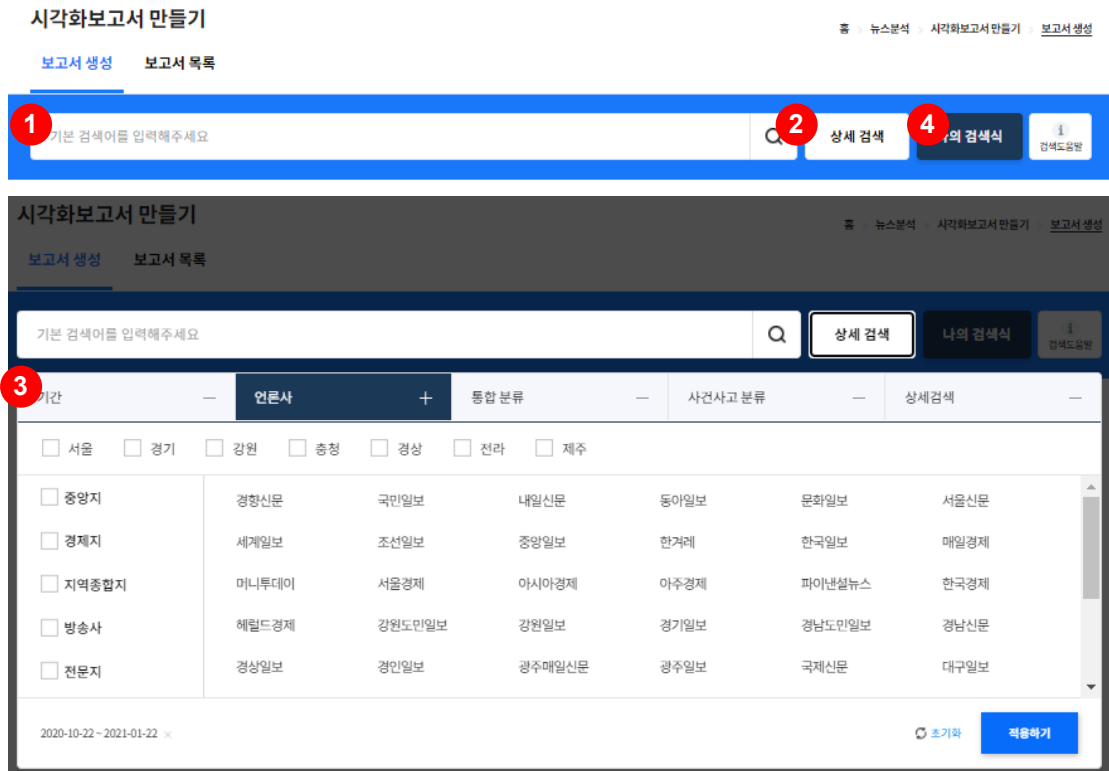 시각화보고서 만들기
홈 뉴스분석 시각화보고서 만들기 보고서 생성
보고서 생성 보고서 목록
1 기본 검색어를 입력해주세요 2 상세 검색 4 나의 검색식 i
검색도움말
시각화보고서 만들기
홈 뉴스분석 시각화보고서 만들기 보고서 생성
보고서 생성 보고서 목록
기본 검색어를 입력해주세요 상세 검색 나의 검색식 i
검색도움말
3 기간 — 언론사 + 통합 분류 — 사건사고 분류 — 상세검색 —
서울 경기 강원 충청 경상 전라 제주
중앙지 경향신문 국민일보 내일신문 동아일보 문화일보 서울신문
경제지 세계일보 조선일보 중앙일보 한겨레 한국일보 매일경제
지역종합지 머니투데이 서울경제 아시아경제 아주경제 파이낸셜뉴스 한국경제
방송사 헤럴드경제 강원도민일보 강원일보 경기일보 경남도민일보 경남신문
전문지 경상일보 경인일보 광주매일신문 광주일보 국제신문 대구일보
2020-10-22 ~ 2021-01-22 × 초기화 적용하기